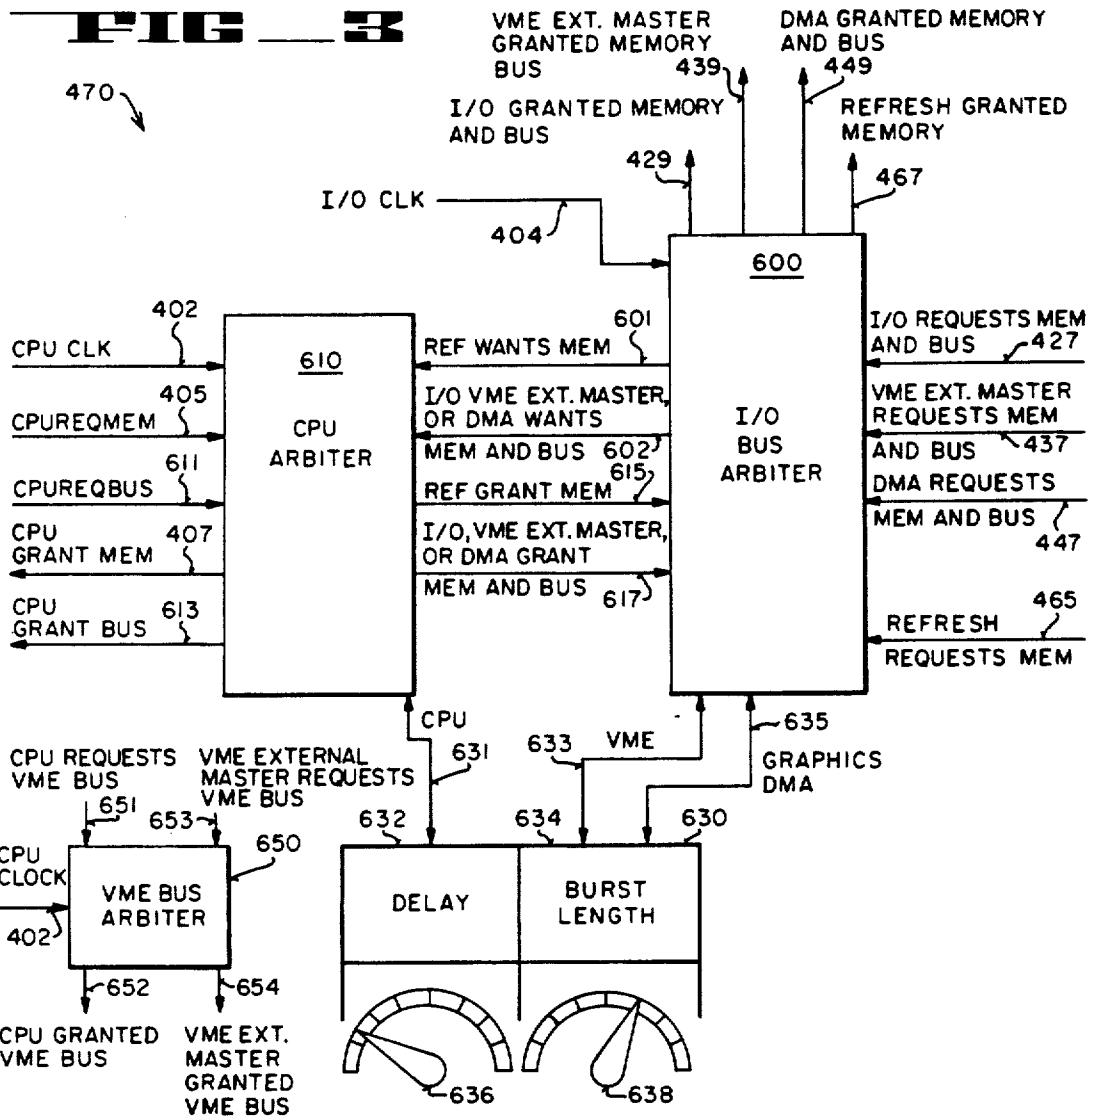 FIG_3
470
VME EXT. MASTER
GRANTED MEMORY
BUS
439
DMA GRANTED MEMORY
AND BUS
449
I/O GRANTED MEMORY
AND BUS
429
REFRESH GRANTED
MEMORY
467
I/O CLK
404
600
I/O
BUS
ARBITER
402
CPU CLK
405
CPUREQMEM
611
CPUREQBUS
CPU
GRANT MEM
407
CPU
GRANT BUS
613
610
CPU
ARBITER
601
REF WANTS MEM
I/O VME EXT. MASTER,
OR DMA WANTS
MEM AND BUS
602
615
REF GRANT MEM
I/O, VME EXT. MASTER,
OR DMA GRANT
MEM AND BUS
617
I/O REQUESTS MEM
AND BUS
427
VME EXT. MASTER
REQUESTS MEM
AND BUS
437
DMA REQUESTS
MEM AND BUS
447
465
REFRESH
REQUESTS MEM
CPU
631
633
VME
635
GRAPHICS
DMA
CPU REQUESTS
VME BUS
651
VME EXTERNAL
MASTER REQUESTS
VME BUS
653
650
CPU
CLOCK
402
VME BUS
ARBITER
652
654
CPU GRANTED
VME BUS
VME EXT.
MASTER
GRANTED
VME BUS
632
634
630
DELAY
BURST
LENGTH
636
638